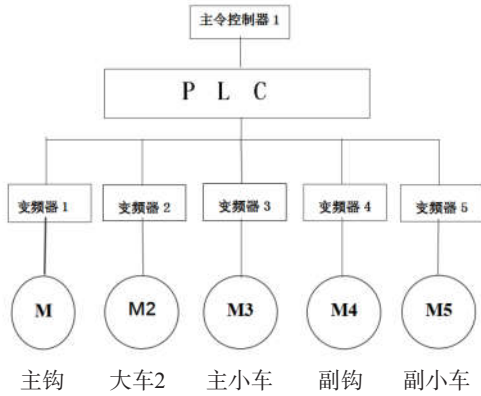 主令控制器 1
P L C
变频器 1 变频器 2 变频器 3 变频器 4 变频器 5
M M2 M3 M4 M5
主钩 大车2 主小车 副钩 副小车